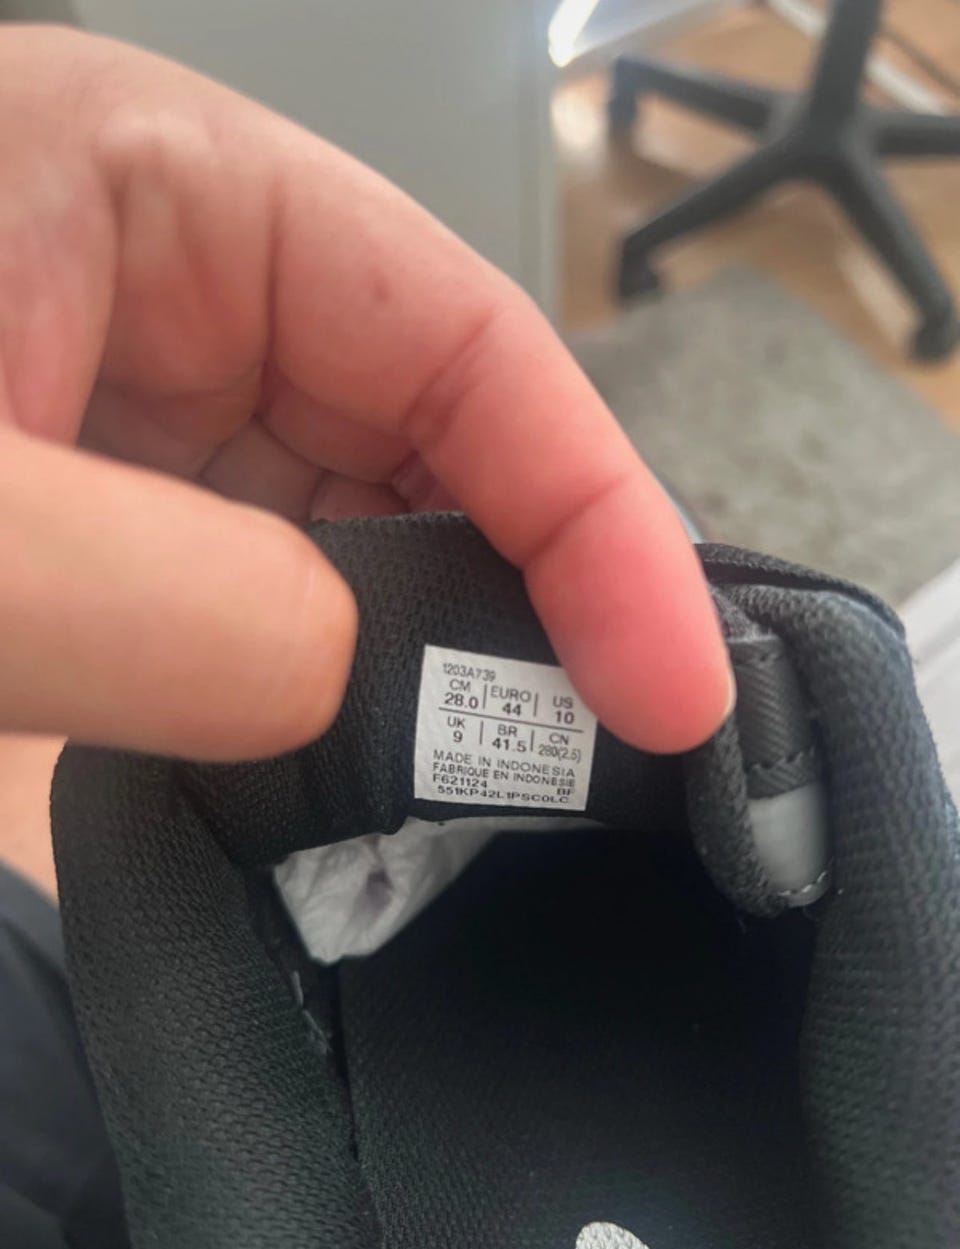 1203A739
CM EURO US
28.0 44 10
UK BR CN
9 41.5 280(2.5)
MADE IN INDONESIA
FABRIQUE EN INDONESIE
F621124 BF
551KP42L1PSC0LC